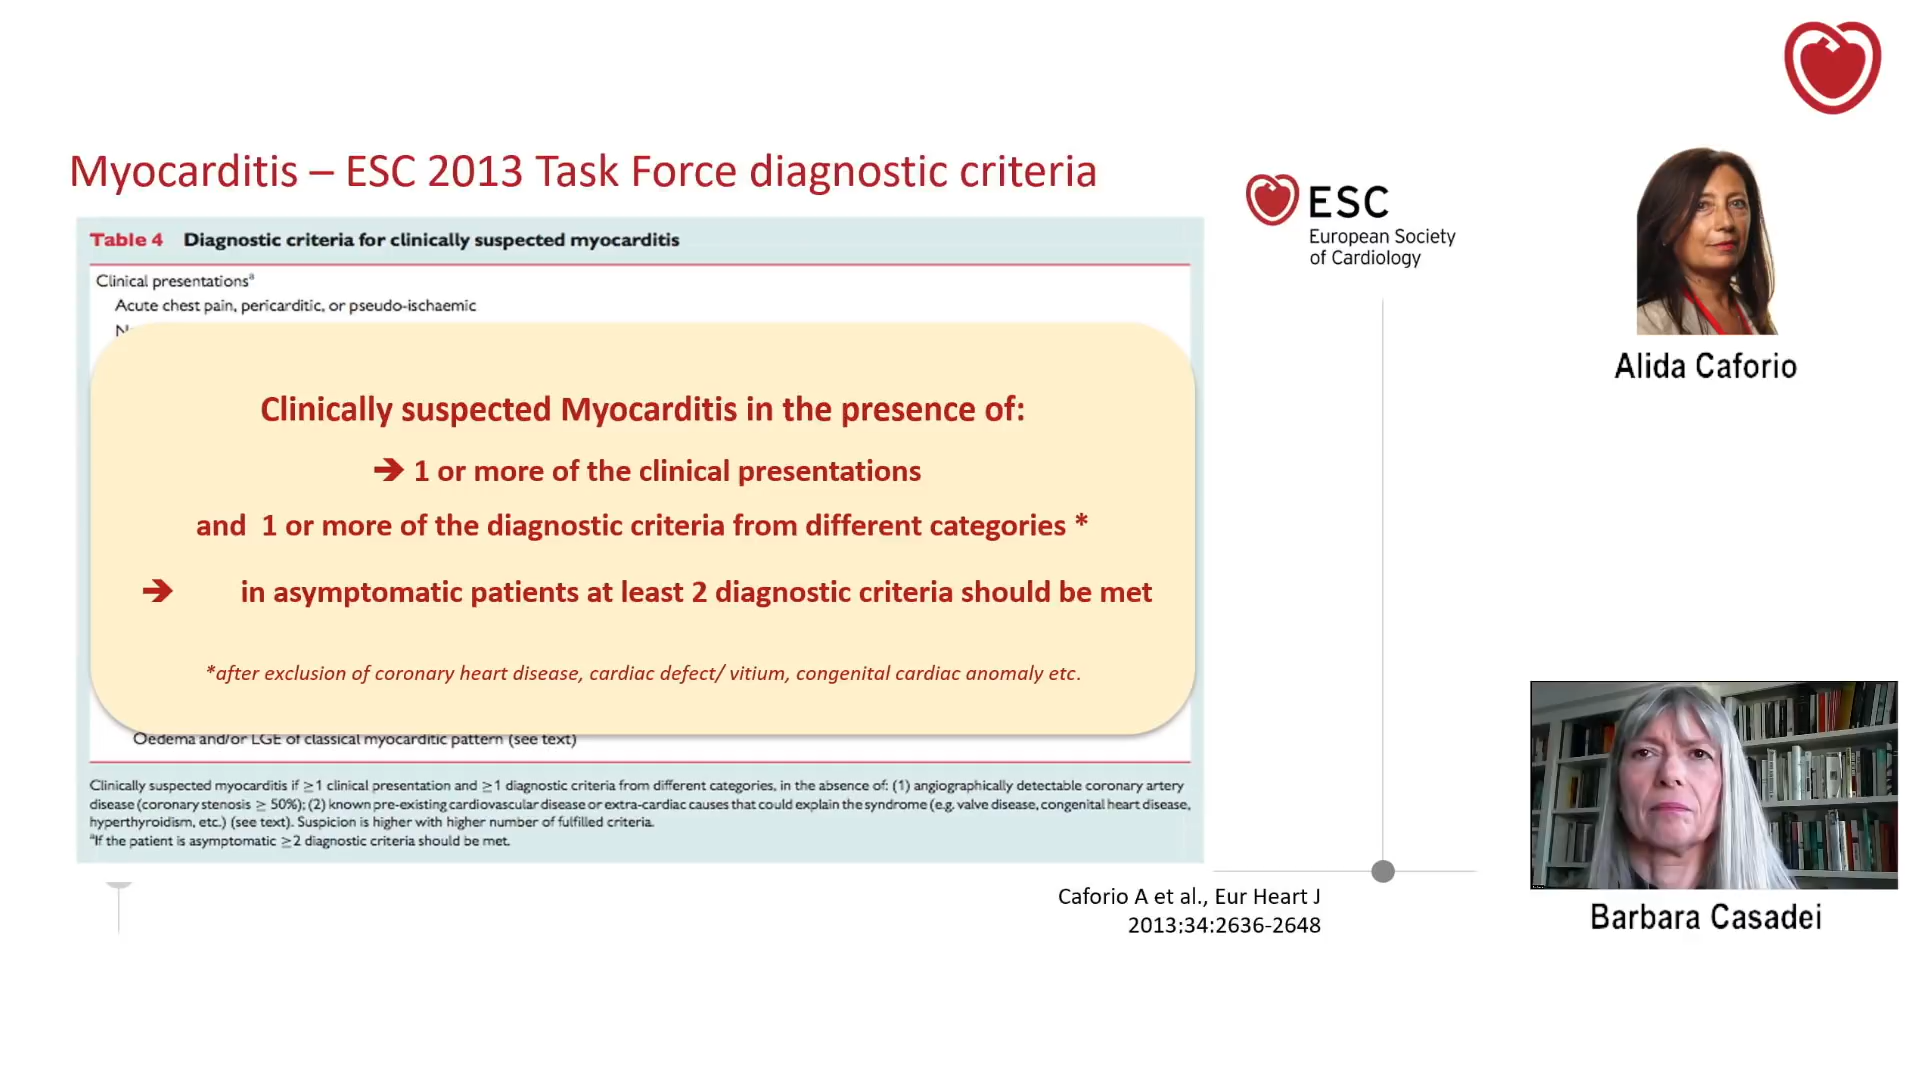 Myocarditis – ESC 2013 Task Force diagnostic criteria
Table 4 Diagnostic criteria for clinically suspected myocarditis
Clinical presentationsª
Acute chest pain, pericarditic, or pseudo-ischaemic
Clinically suspected Myocarditis in the presence of:
➔ 1 or more of the clinical presentations
and 1 or more of the diagnostic criteria from different categories *
➔ in asymptomatic patients at least 2 diagnostic criteria should be met
*after exclusion of coronary heart disease, cardiac defect/ vitium, congenital cardiac anomaly etc.
Oedema and/or LGE of classical myocarditic pattern (see text)
Clinically suspected myocarditis if ≥1 clinical presentation and ≥1 diagnostic criteria from different categories, in the absence of: (1) angiographically detectable coronary artery
disease (coronary stenosis ≥ 50%); (2) known pre-existing cardiovascular disease or extra-cardiac causes that could explain the syndrome (e.g. valve disease, congenital heart disease,
hyperthyroidism, etc.) (see text). Suspicion is higher with higher number of fulfilled criteria.
ªIf the patient is asymptomatic ≥2 diagnostic criteria should be met.
Caforio A et al., Eur Heart J
2013;34:2636-2648
ESC
European Society
of Cardiology
Alida Caforio
Barbara Casadei